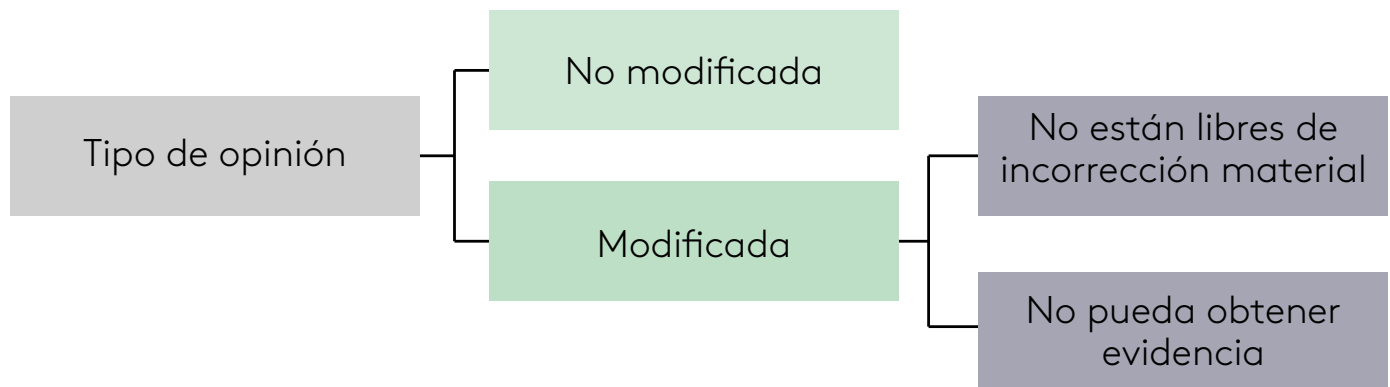 Tipo de opinión
No modificada
Modificada
No están libres de
incorrección material
No pueda obtener
evidencia